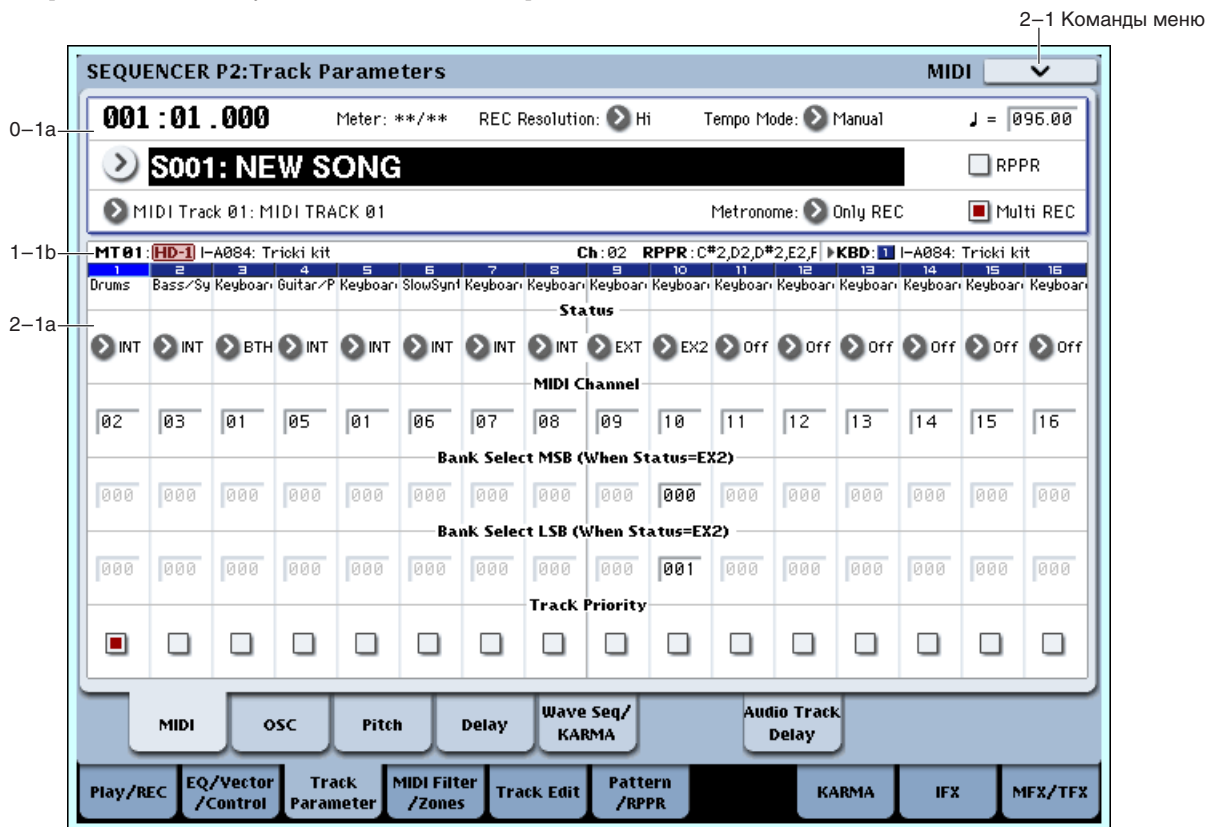 2–1 Команды меню
SEQUENCER P2:Track Parameters MIDI
0–1a
001:01.000 Meter: **/** REC Resolution: Hi Tempo Mode: Manual ♩ = 096.00
S001: NEW SONG RPPR
MIDI Track 01: MIDI TRACK 01 Metronome: Only REC Multi REC
1–1b
MT01: HD-1 I-A084: Tricki kit Ch:02 RPPR:C#2,D2,D#2,E2,F KBD: 1 I-A084: Tricki kit
1 2 3 4 5 6 7 8 9 10 11 12 13 14 15 16
Drums Bass/Sy Keyboar Guitar/P Keyboar SlowSynt Keyboar Keyboar Keyboar Keyboar Keyboar Keyboar Keyboar Keyboar Keyboar Keyboar
2–1a
Status
INT INT BTH INT INT INT INT INT EXT EX2 Off Off Off Off Off Off
MIDI Channel
02 03 01 05 01 06 07 08 09 10 11 12 13 14 15 16
Bank Select MSB (When Status=EX2)
000 000 000 000 000 000 000 000 000 000 000 000 000 000 000 000
Bank Select LSB (When Status=EX2)
000 000 000 000 000 000 000 000 000 001 000 000 000 000 000 000
Track Priority
MIDI OSC Pitch Delay Wave Seq/
KARMA Audio Track
Delay
Play/REC EQ/Vector
/Control Track
Parameter MIDI Filter
/Zones Track Edit Pattern
/RPPR KARMA IFX MFX/TFX